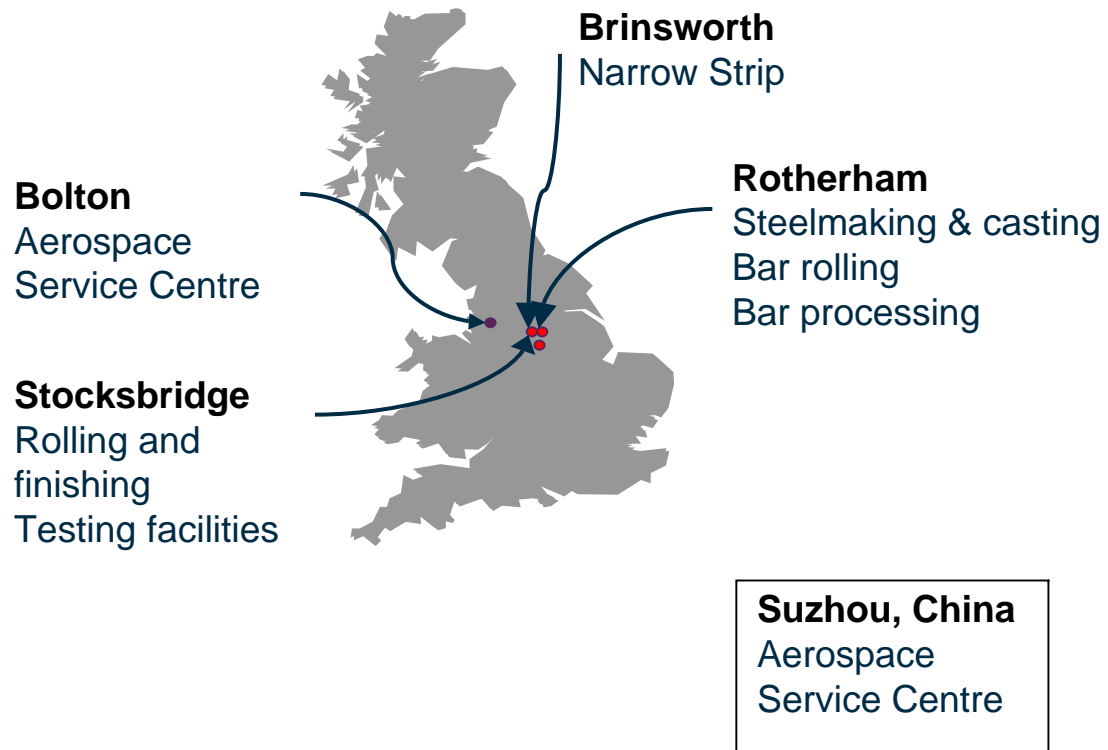 Brinsworth
Narrow Strip
Bolton
Aerospace
Service Centre
Rotherham
Steelmaking & casting
Bar rolling
Bar processing
Stocksbridge
Rolling and
finishing
Testing facilities
Suzhou, China
Aerospace
Service Centre